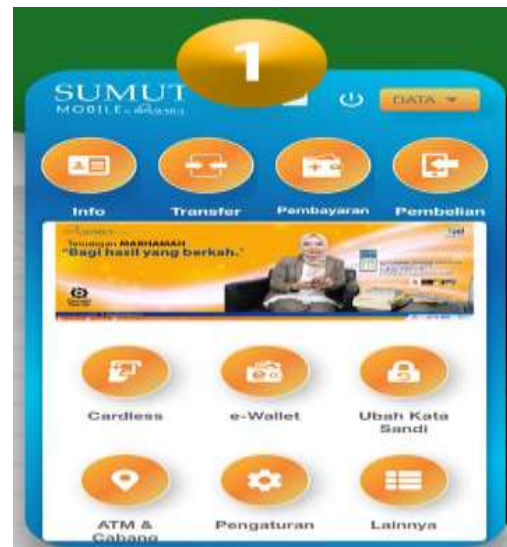 1
SUMUT
MOBILE
DATA
Info Transfer Pembayaran Pembelian
Tabungan MARHAMAH
"Bagi hasil yang berkah."
Cardless e-Wallet Ubah Kata
Sandi
ATM & Pengaturan Lainnya
Cabang